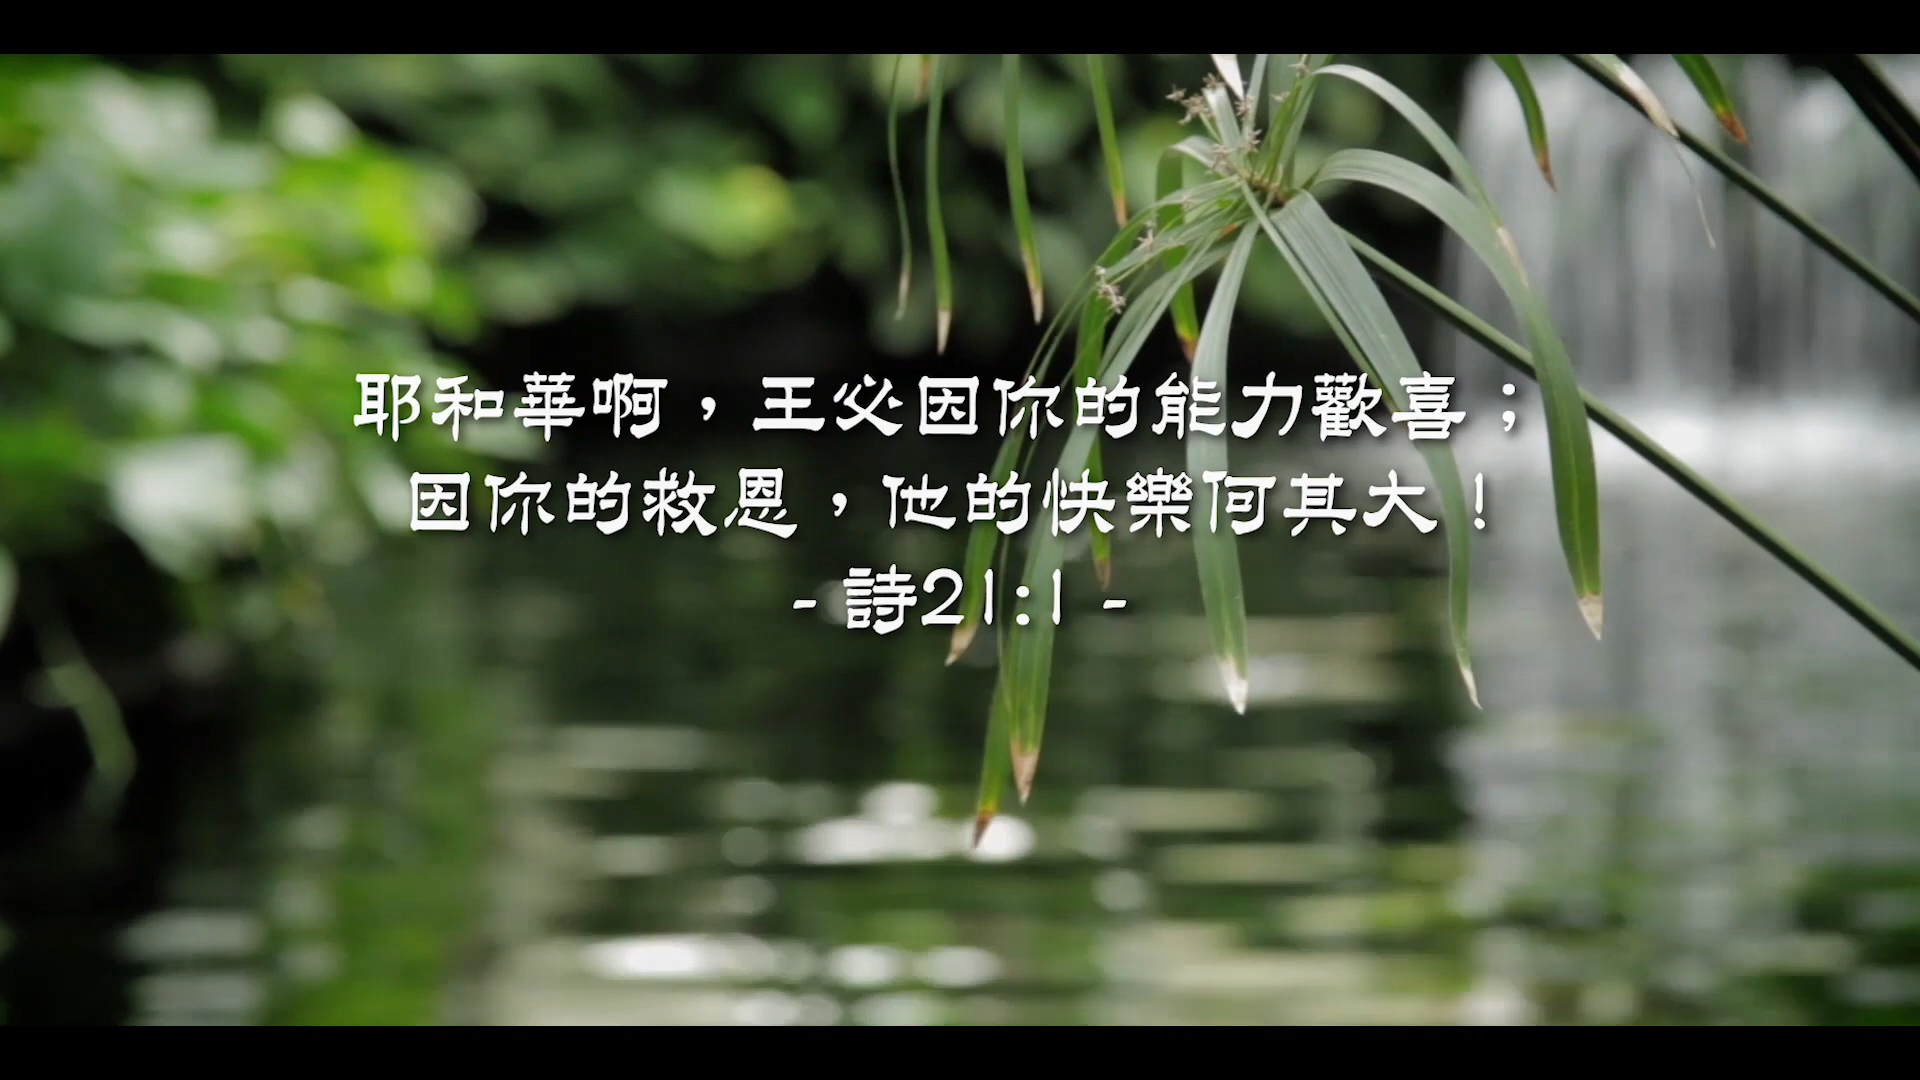 耶和華啊，王必因你的能力歡喜；
因你的救恩，他的快樂何其大！
- 詩21:1 -